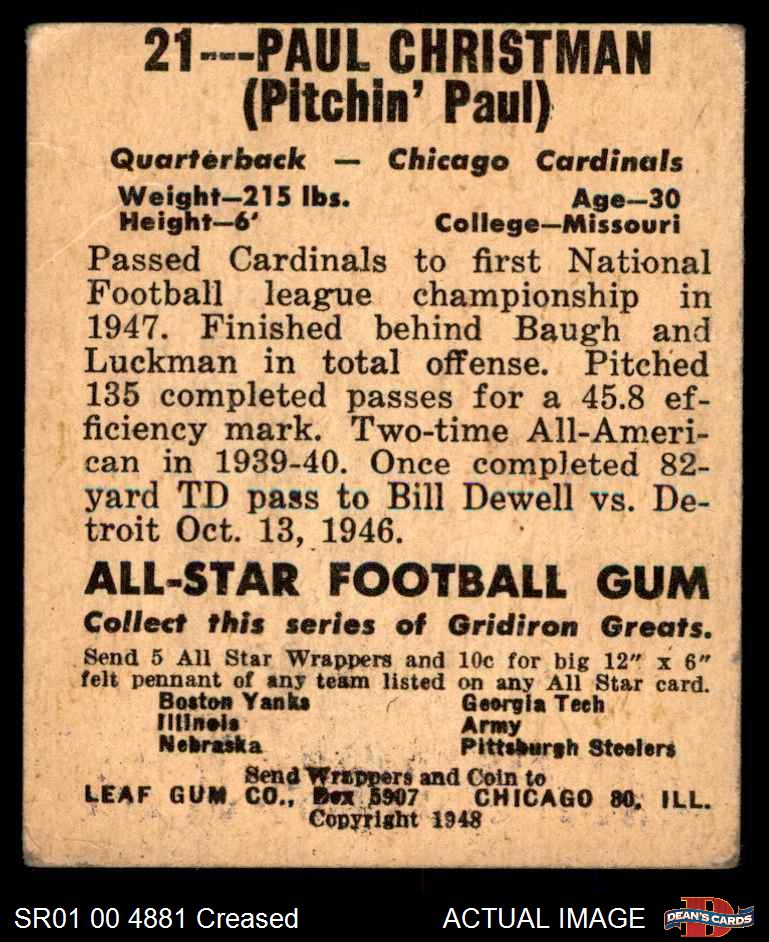 21---PAUL CHRISTMAN
(Pitchin' Paul)
Quarterback — Chicago Cardinals
Weight—215 lbs. Age—30
Height—6' College—Missouri
Passed Cardinals to first National
Football league championship in
1947. Finished behind Baugh and
Luckman in total offense. Pitched
135 completed passes for a 45.8 ef-
ficiency mark. Two-time All-Ameri-
can in 1939-40. Once completed 82-
yard TD pass to Bill Dewell vs. De-
troit Oct. 13, 1946.
ALL-STAR FOOTBALL GUM
Collect this series of Gridiron Greats.
Send 5 All Star Wrappers and 10c for big 12" x 6"
felt pennant of any team listed on any All Star card.
Boston Yanks Georgia Tech
Illinois Army
Nebraska Pittsburgh Steelers
Send Wrappers and Coin to
LEAF GUM CO., Box 5907 CHICAGO 80, ILL.
Copyright 1948
SR01 00 4881 Creased ACTUAL IMAGE DEAN'S CARDS